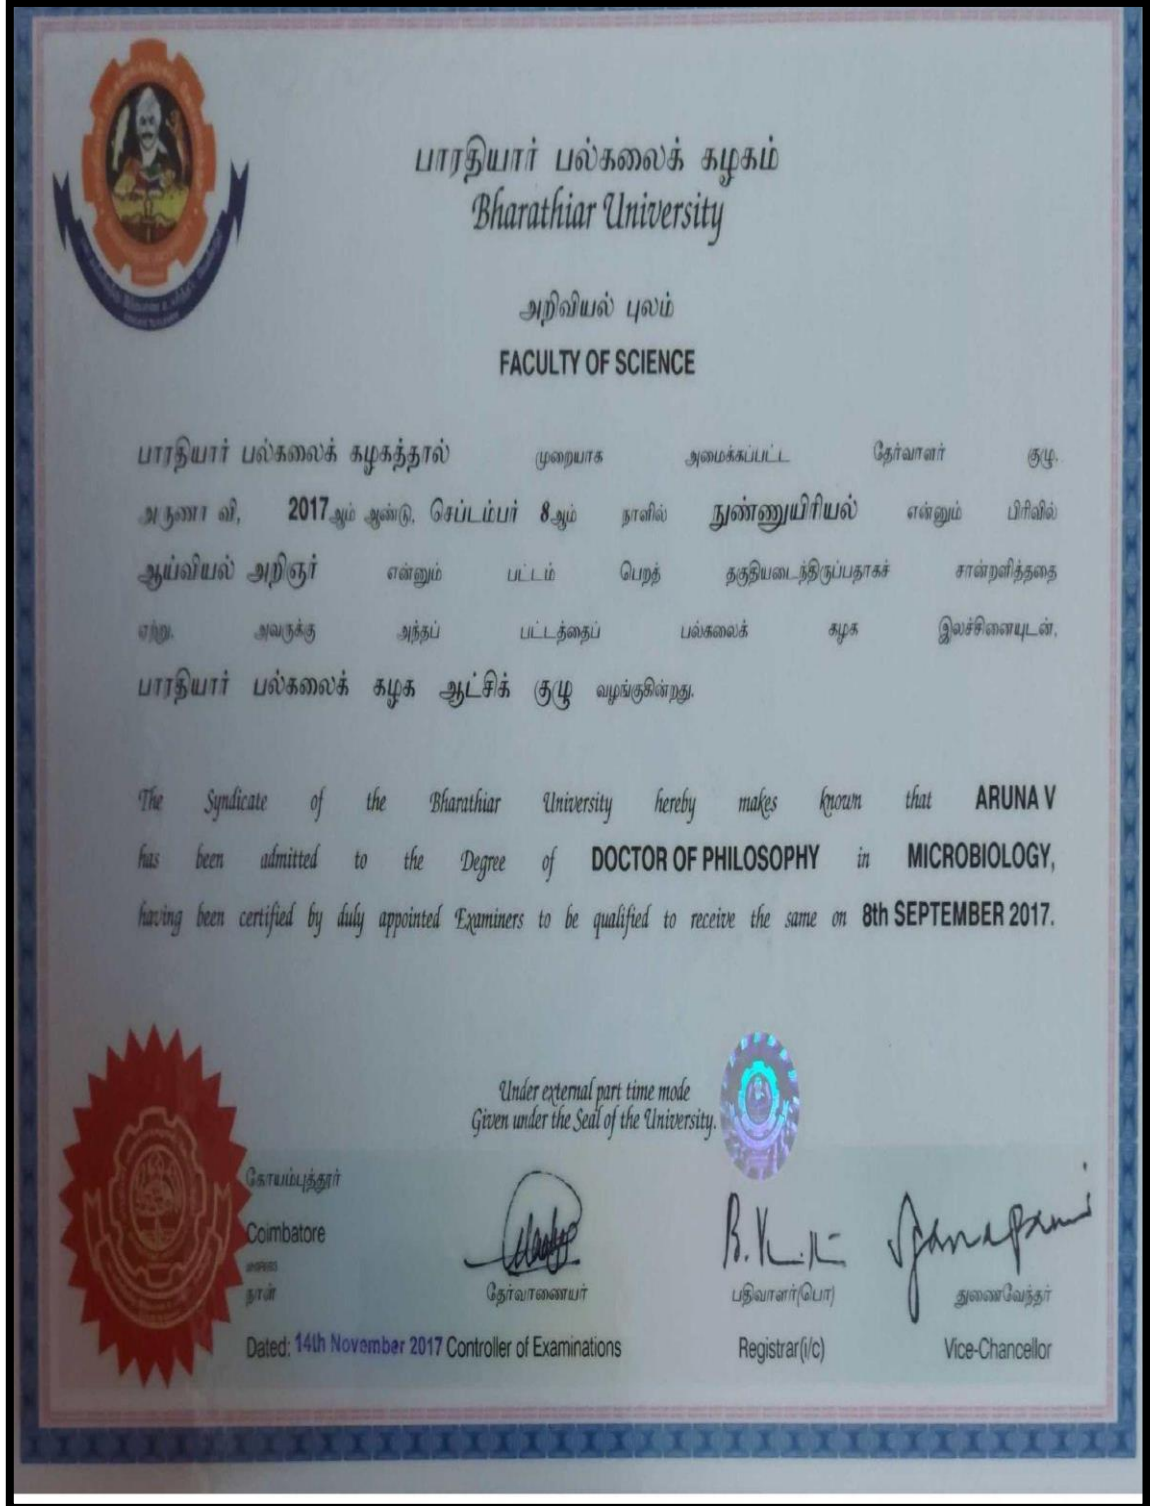 பாரதியார் பல்கலைக் கழகம்
Bharathiar University
அறிவியல் புலம்
FACULTY OF SCIENCE
பாரதியார் பல்கலைக் கழகத்தால் முறையாக அமைக்கப்பட்ட தேர்வாளர் குழு,
அருணா வி, 2017ஆம் ஆண்டு, செப்டம்பர் 8ஆம் நாளில் நுண்ணுயிரியல் என்னும் பிரிவில்
ஆய்வியல் அறிஞர் என்னும் பட்டம் பெறத் தகுதியடைந்திருப்பதாகச் சான்றளித்ததை
ஏற்று, அவருக்கு அந்தப் பட்டத்தைப் பல்கலைக் கழக இலச்சினையுடன்,
பாரதியார் பல்கலைக் கழக ஆட்சிக் குழு வழங்குகின்றது.
The Syndicate of the Bharathiar University hereby makes known that ARUNA V
has been admitted to the Degree of DOCTOR OF PHILOSOPHY in MICROBIOLOGY,
having been certified by duly appointed Examiners to be qualified to receive the same on 8th SEPTEMBER 2017.
Under external part time mode
Given under the Seal of the University.
கோயம்புத்தூர்
Coimbatore
நாள் தேர்வாணையர் பதிவாளர்(பொ) துணைவேந்தர்
Dated: 14th November 2017 Controller of Examinations Registrar(i/c) Vice-Chancellor